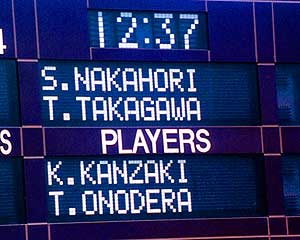 12:37
S.NAKAHORI
T.TAKAGAWA
PLAYERS
K.KANZAKI
T.ONODERA